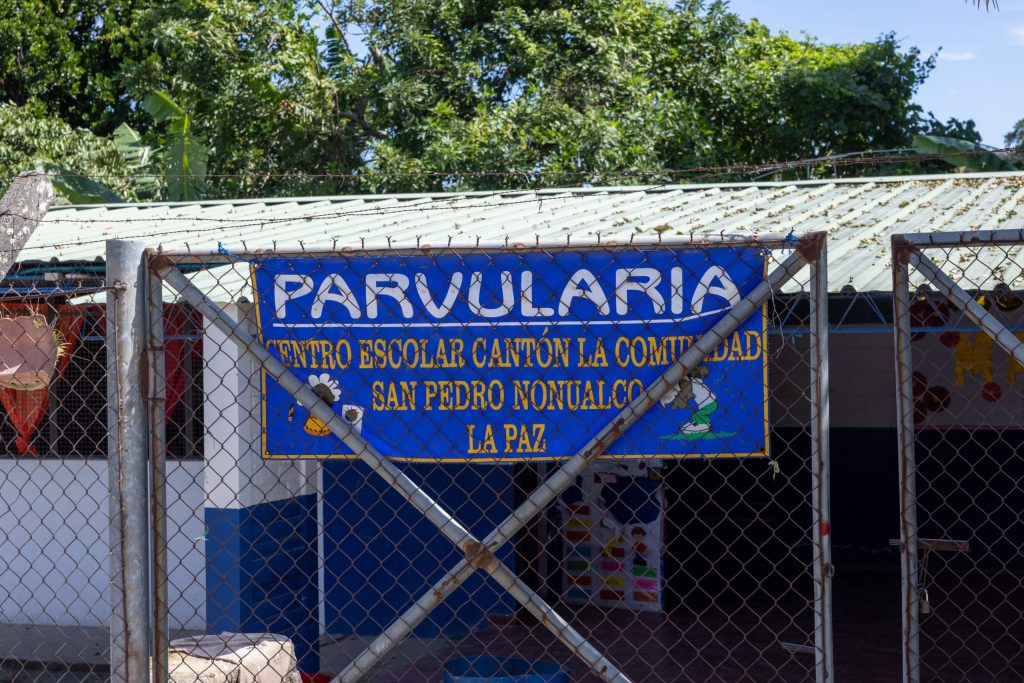 PARVULARIA
CENTRO ESCOLAR CANTÓN LA COMUNIDAD
SAN PEDRO NONUALCO
LA PAZ